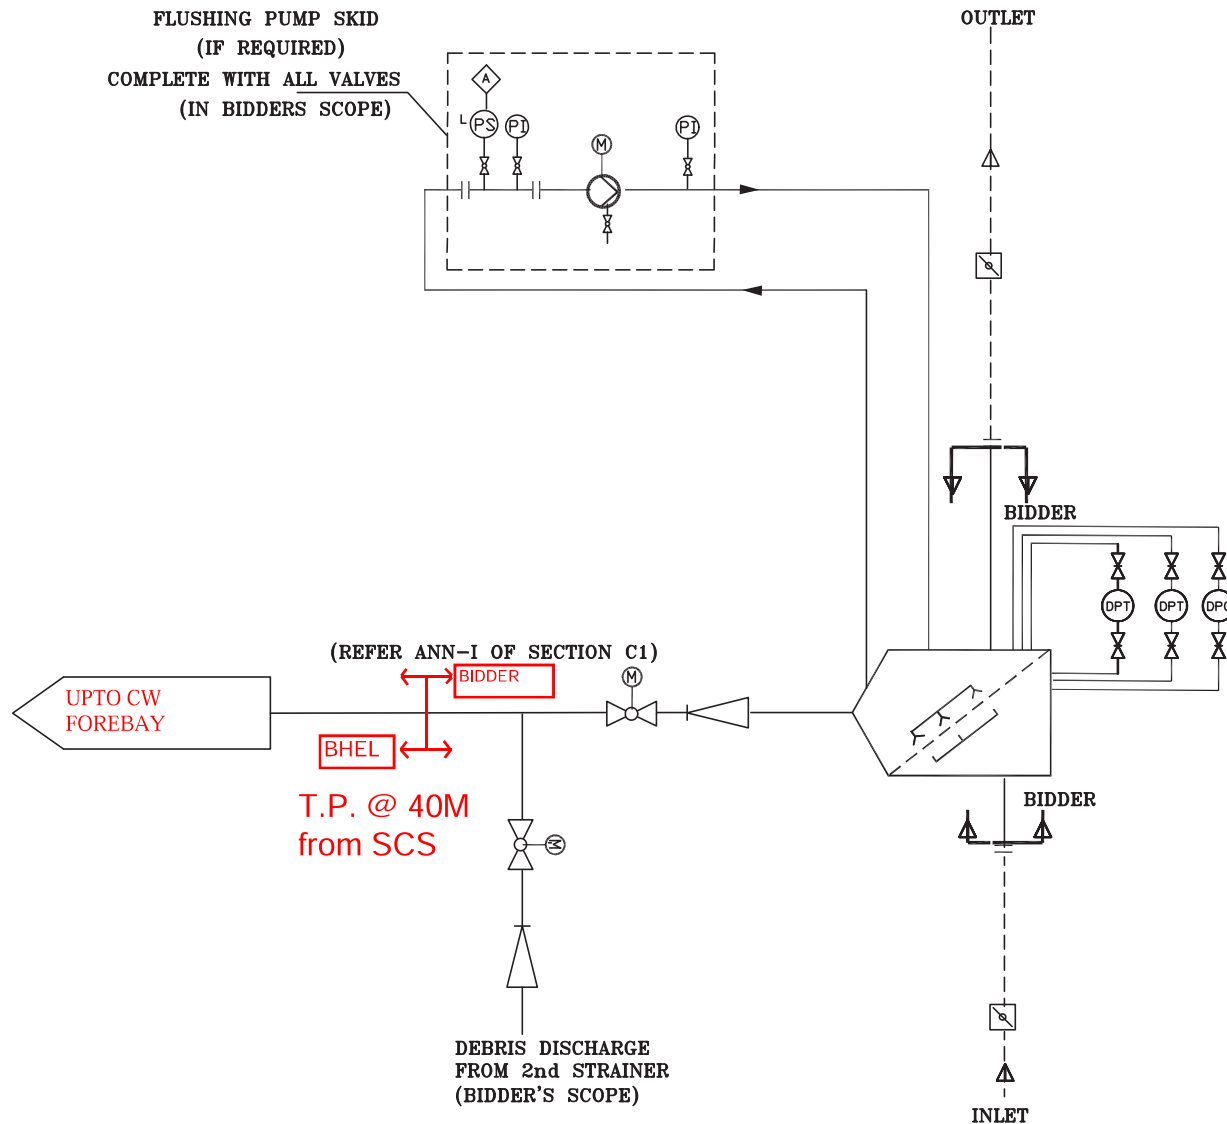 FLUSHING PUMP SKID
(IF REQUIRED)
COMPLETE WITH ALL VALVES
(IN BIDDERS SCOPE)
OUTLET
A
L
PS
PI
M
PI
BIDDER
DPT
DPT
(REFER ANN-I OF SECTION C1)
BIDDER
M
UPTO CW
FOREBAY
BHEL
T.P. @ 40M
from SCS
M
BIDDER
DEBRIS DISCHARGE
FROM 2nd STRAINER
(BIDDER'S SCOPE)
INLET